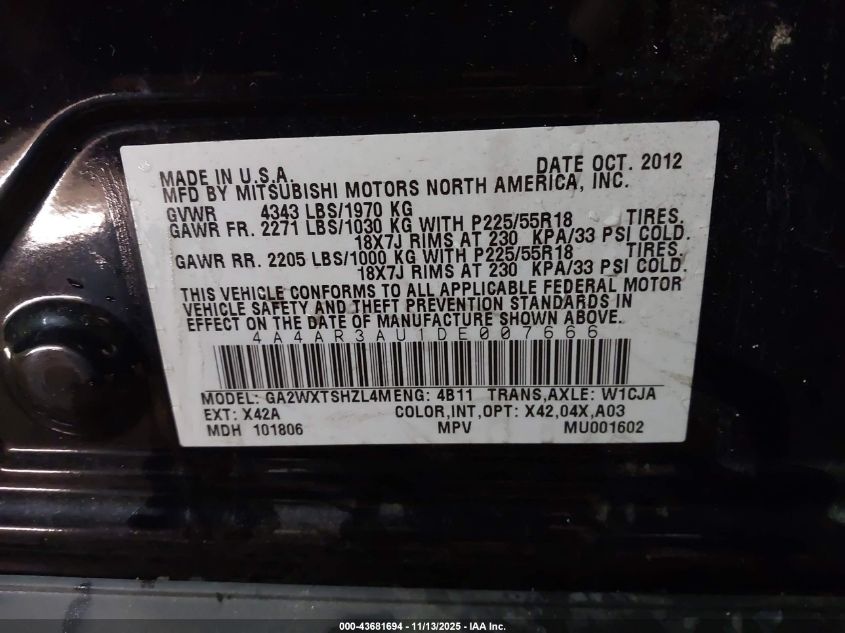 MADE IN U.S.A. DATE OCT. 2012
MFD BY MITSUBISHI MOTORS NORTH AMERICA, INC.
GVWR 4343 LBS/1970 KG
GAWR FR. 2271 LBS/1030 KG WITH P225/55R18 TIRES.
18X7J RIMS AT 230 KPA/33 PSI COLD.
GAWR RR. 2205 LBS/1000 KG WITH P225/55R18 TIRES.
18X7J RIMS AT 230 KPA/33 PSI COLD.
THIS VEHICLE CONFORMS TO ALL APPLICABLE FEDERAL MOTOR
VEHICLE SAFETY AND THEFT PREVENTION STANDARDS IN
EFFECT ON THE DATE OF MANUFACTURE SHOWN ABOVE.
4A4AR3AU1DE007666
MODEL: GA2WXTSHZL4M ENG: 4B11 TRANS,AXLE: W1CJA
EXT: X42A COLOR,INT,OPT: X42,04X,A03
MDH 101806 MPV MU001602
000-43681694 - 11/13/2025 - IAA Inc.